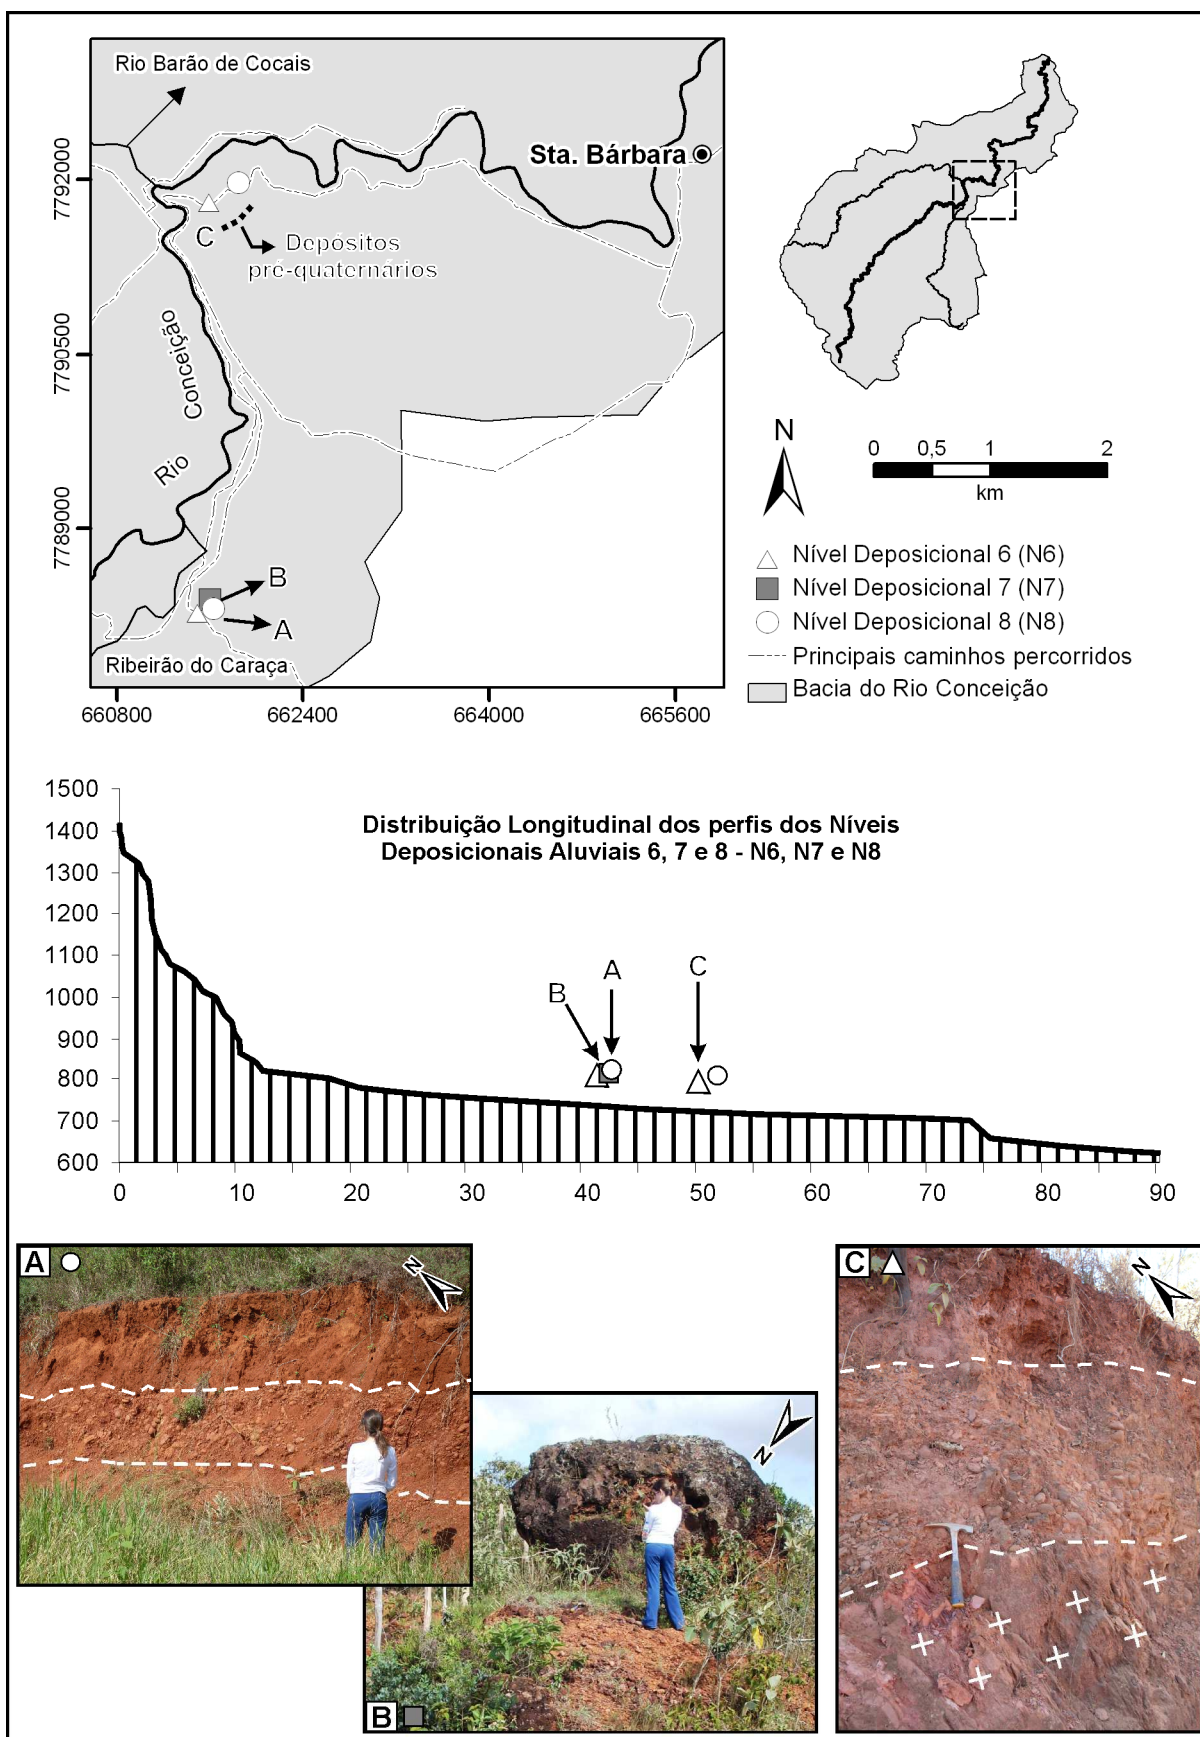 Rio Barão de Cocais
Sta. Bárbara
C
Depósitos
pré-quaternários
Rio Conceição
B
A
Ribeirão do Caraça
7792000
7790500
7789000
660800
662400
664000
665600
N
0
0,5
1
2
km
Nível Deposicional 6 (N6)
Nível Deposicional 7 (N7)
Nível Deposicional 8 (N8)
Principais caminhos percorridos
Bacia do Rio Conceição
Distribuição Longitudinal dos perfis dos Níveis
Deposicionais Aluviais 6, 7 e 8 - N6, N7 e N8
1500
1400
1300
1200
1100
1000
900
800
700
600
B
A
C
0
10
20
30
40
50
60
70
80
90
A
N
B
N
C
N